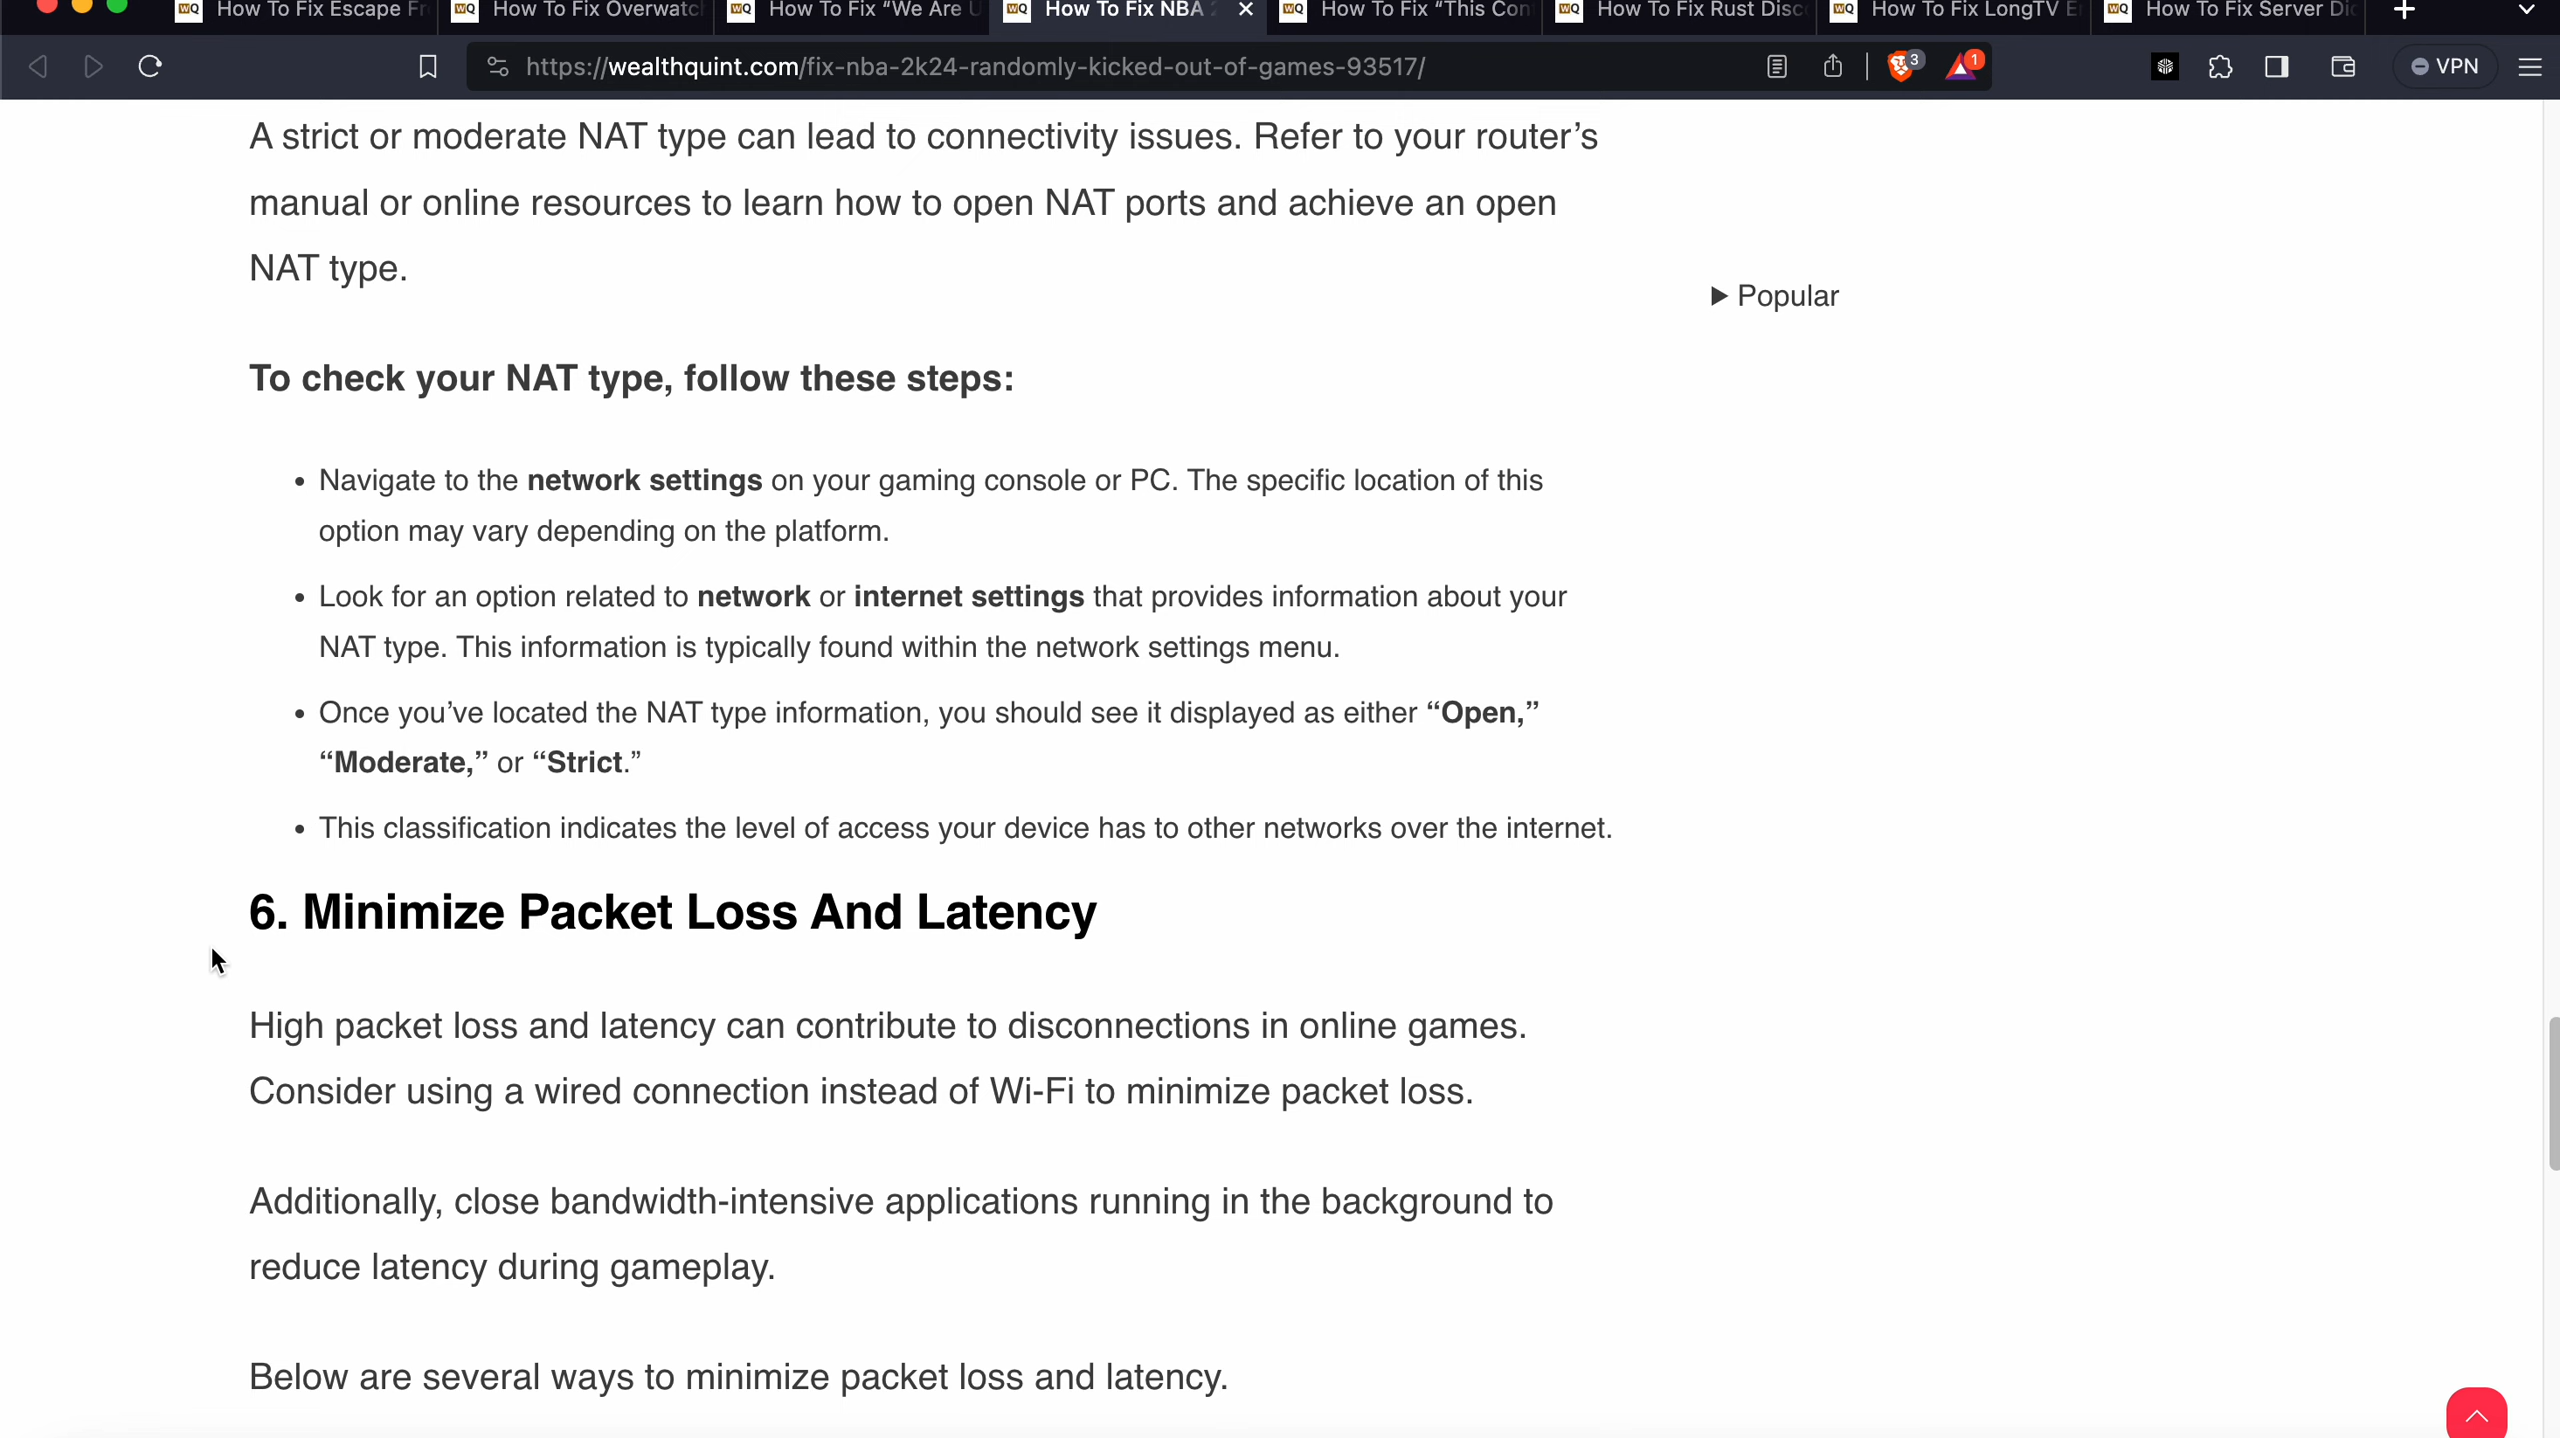 WQ How To Fix Escape Fr WQ How To Fix Overwatch WQ How To Fix “We Are U WQ How To Fix NBA 2 WQ How To Fix “This Con WQ How To Fix Rust Disc WQ How To Fix LongTV E WQ How To Fix Server Di
https://wealthquint.com/fix-nba-2k24-randomly-kicked-out-of-games-93517/ 3 1 VPN
A strict or moderate NAT type can lead to connectivity issues. Refer to your router’s
manual or online resources to learn how to open NAT ports and achieve an open
NAT type.
▶ Popular
To check your NAT type, follow these steps:
• Navigate to the network settings on your gaming console or PC. The specific location of this
option may vary depending on the platform.
• Look for an option related to network or internet settings that provides information about your
NAT type. This information is typically found within the network settings menu.
• Once you’ve located the NAT type information, you should see it displayed as either “Open,”
“Moderate,” or “Strict.”
• This classification indicates the level of access your device has to other networks over the internet.
6. Minimize Packet Loss And Latency
High packet loss and latency can contribute to disconnections in online games.
Consider using a wired connection instead of Wi-Fi to minimize packet loss.
Additionally, close bandwidth-intensive applications running in the background to
reduce latency during gameplay.
Below are several ways to minimize packet loss and latency.